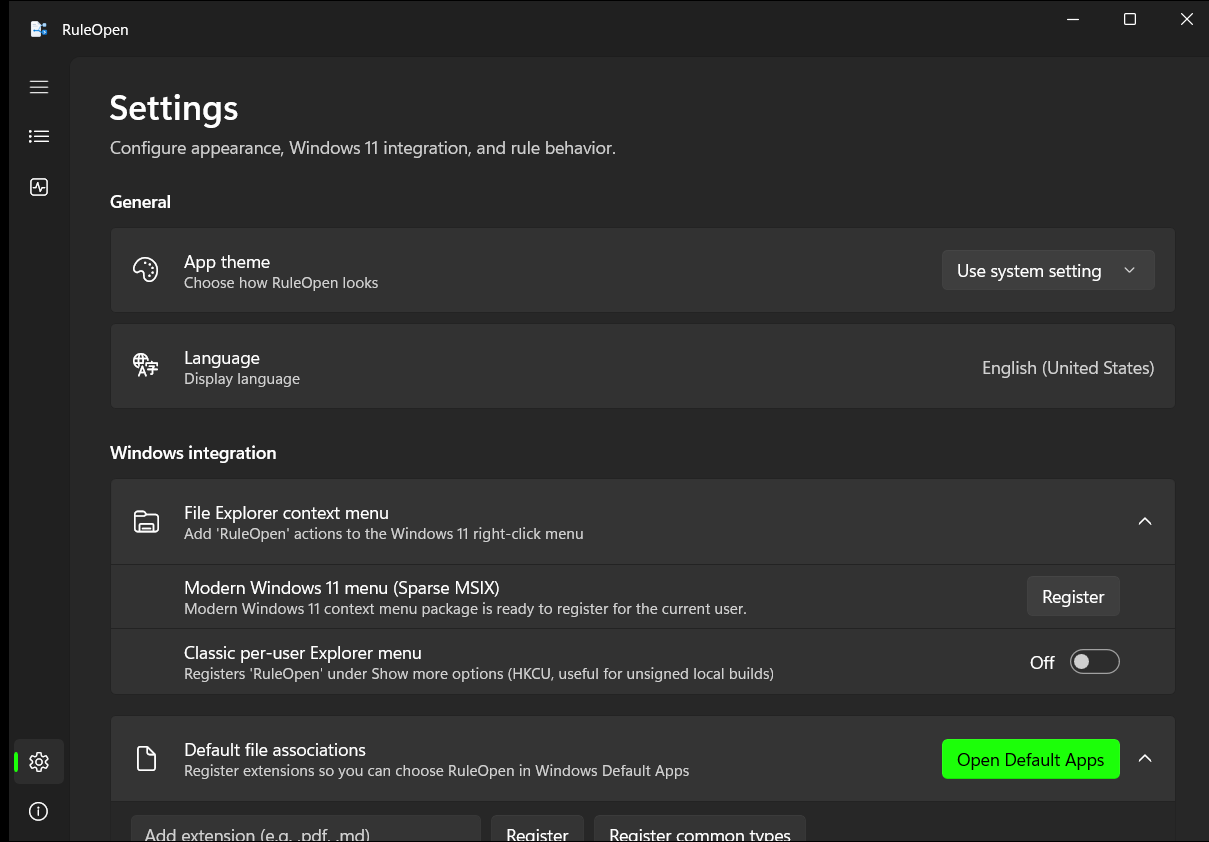 RuleOpen
Settings
Configure appearance, Windows 11 integration, and rule behavior.
General
App theme
Choose how RuleOpen looks
Use system setting
Language
Display language
English (United States)
Windows integration
File Explorer context menu
Add 'RuleOpen' actions to the Windows 11 right-click menu
Modern Windows 11 menu (Sparse MSIX)
Modern Windows 11 context menu package is ready to register for the current user.
Register
Classic per-user Explorer menu
Registers 'RuleOpen' under Show more options (HKCU, useful for unsigned local builds)
Off
Default file associations
Register extensions so you can choose RuleOpen in Windows Default Apps
Open Default Apps
Add extension (e.g. .pdf, .md)
Register
Register common types